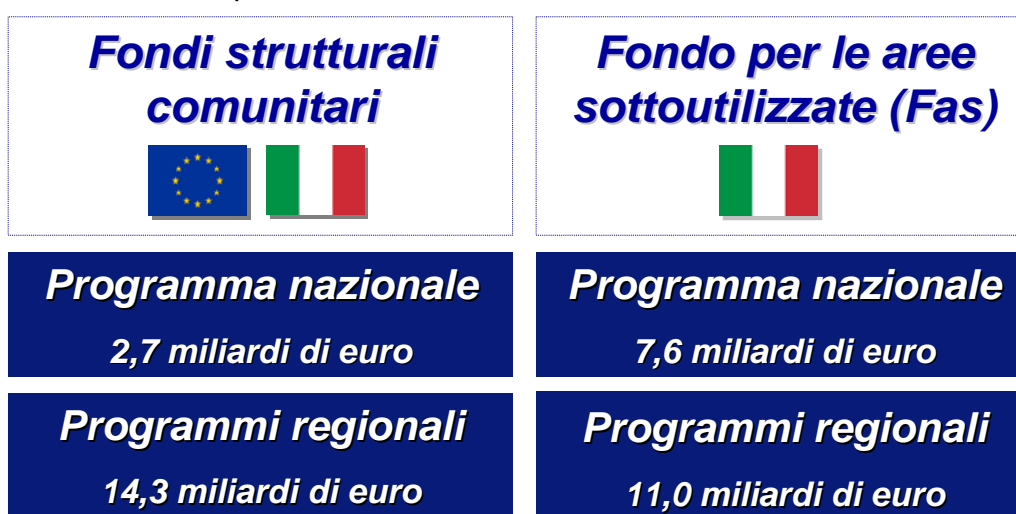 Fondi strutturali
comunitari
Fondo per le aree
sottoutilizzate (Fas)
Programma nazionale
2,7 miliardi di euro
Programma nazionale
7,6 miliardi di euro
Programmi regionali
14,3 miliardi di euro
Programmi regionali
11,0 miliardi di euro